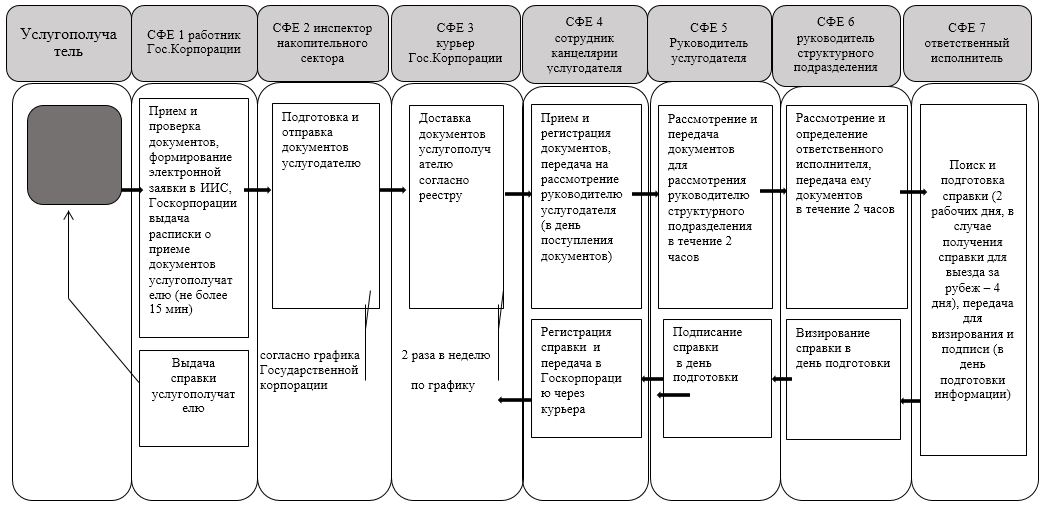 Услугополуча
тель
СФЕ 1 работник
Гос.Корпорации
СФЕ 2 инспектор
накопительного
сектора
СФЕ 3
курьер
Гос.Корпорации
СФЕ 4
сотрудник
канцелярии
услугодателя
СФЕ 5
Руководитель
услугодателя
СФЕ 6
руководитель
структурного
подразделения
СФЕ 7
ответственный
исполнитель
Прием и
проверка
документов,
формирование
электронной
заявки в ИИС,
Госкорпорации
выдача
расписки о
приеме
документов
услугополучат
елю (не более
15 мин)
Подготовка и
отправка
документов
услугодателю
Доставка
документов
услугополуч
ателю
согласно
реестру
Прием и
регистрация
документов,
передача на
рассмотрение
руководителю
услугодателя
(в день
поступления
документов)
Рассмотрение и
передача
документов
для
рассмотрения
руководителю
структурного
подразделения
в течение 2
часов
Рассмотрение и
определение
ответственного
исполнителя,
передача ему
документов
в течение 2 часов
Поиск и
подготовка
справки (2
рабочих дня, в
случае
получения
справки для
выезда за
рубеж – 4
дня), передача
для
визирования и
подписи (в
день
подготовки
информации)
Выдача
справки
услугополучат
елю
согласно графика
Государственной
корпорации
2 раза в неделю
по графику
Регистрация
справки и
передача в
Госкорпораци
ю через
курьера
Подписание
справки
в день
подготовки
Визирование
справки в
день подготовки